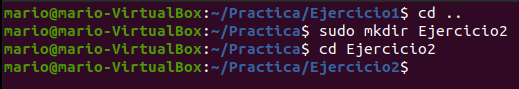 mario@mario-VirtualBox:~/Practica/Ejercicio1$ cd ..
mario@mario-VirtualBox:~/Practica$ sudo mkdir Ejercicio2
mario@mario-VirtualBox:~/Practica$ cd Ejercicio2
mario@mario-VirtualBox:~/Practica/Ejercicio2$